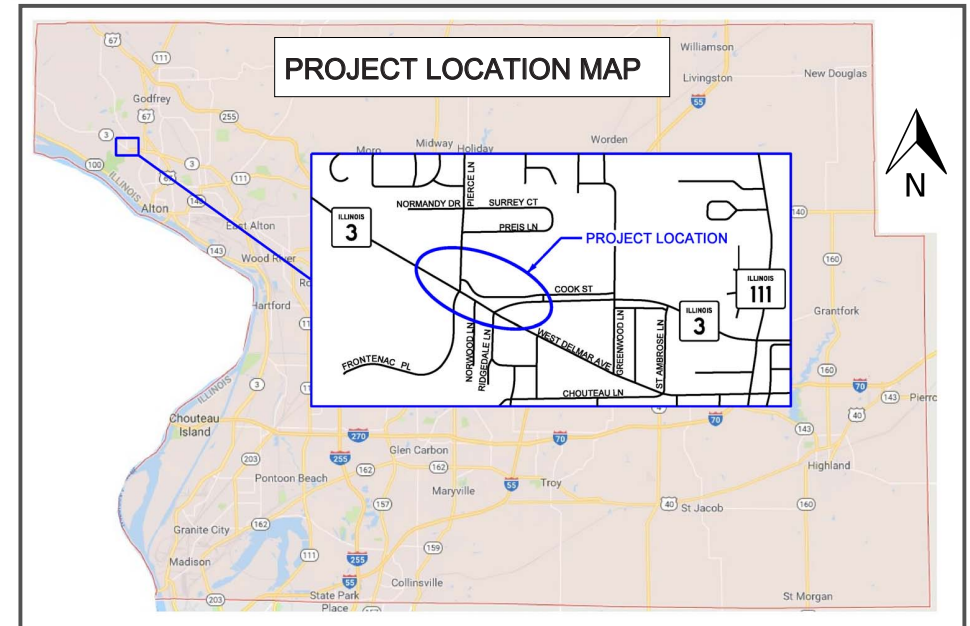 PROJECT LOCATION MAP
N
67
111
Godfrey
67
255
3
100
3
111
ILLINOIS
Alton
East Alton
143
Wood River
Hartford
Williamson
Livingston
55
New Douglas
Moro
Midway
Holiday
Worden
140
160
Grantfork
160
70
143
40
143
Highland
160
ILLINOIS
3
NORMANDY DR
PIERCE LN
SURREY CT
PREIS LN
PROJECT LOCATION
COOK ST
ILLINOIS
3
ILLINOIS
111
FRONTENAC PL
NORWOOD LN
RIDGEDALE LN
WEST DELMAR AVE
GREENWOOD LN
ST AMBROSE LN
CHOUTEAU LN
3
ILLINOIS
Chouteau
Island
270
255
203
Pontoon Beach
Glen Carbon
162
162
Maryville
157
70
55
Troy
70
40
St Jacob
Granite City
162
Madison
111
255
159
55
Collinsville
203
State Park
Place
St Morgan